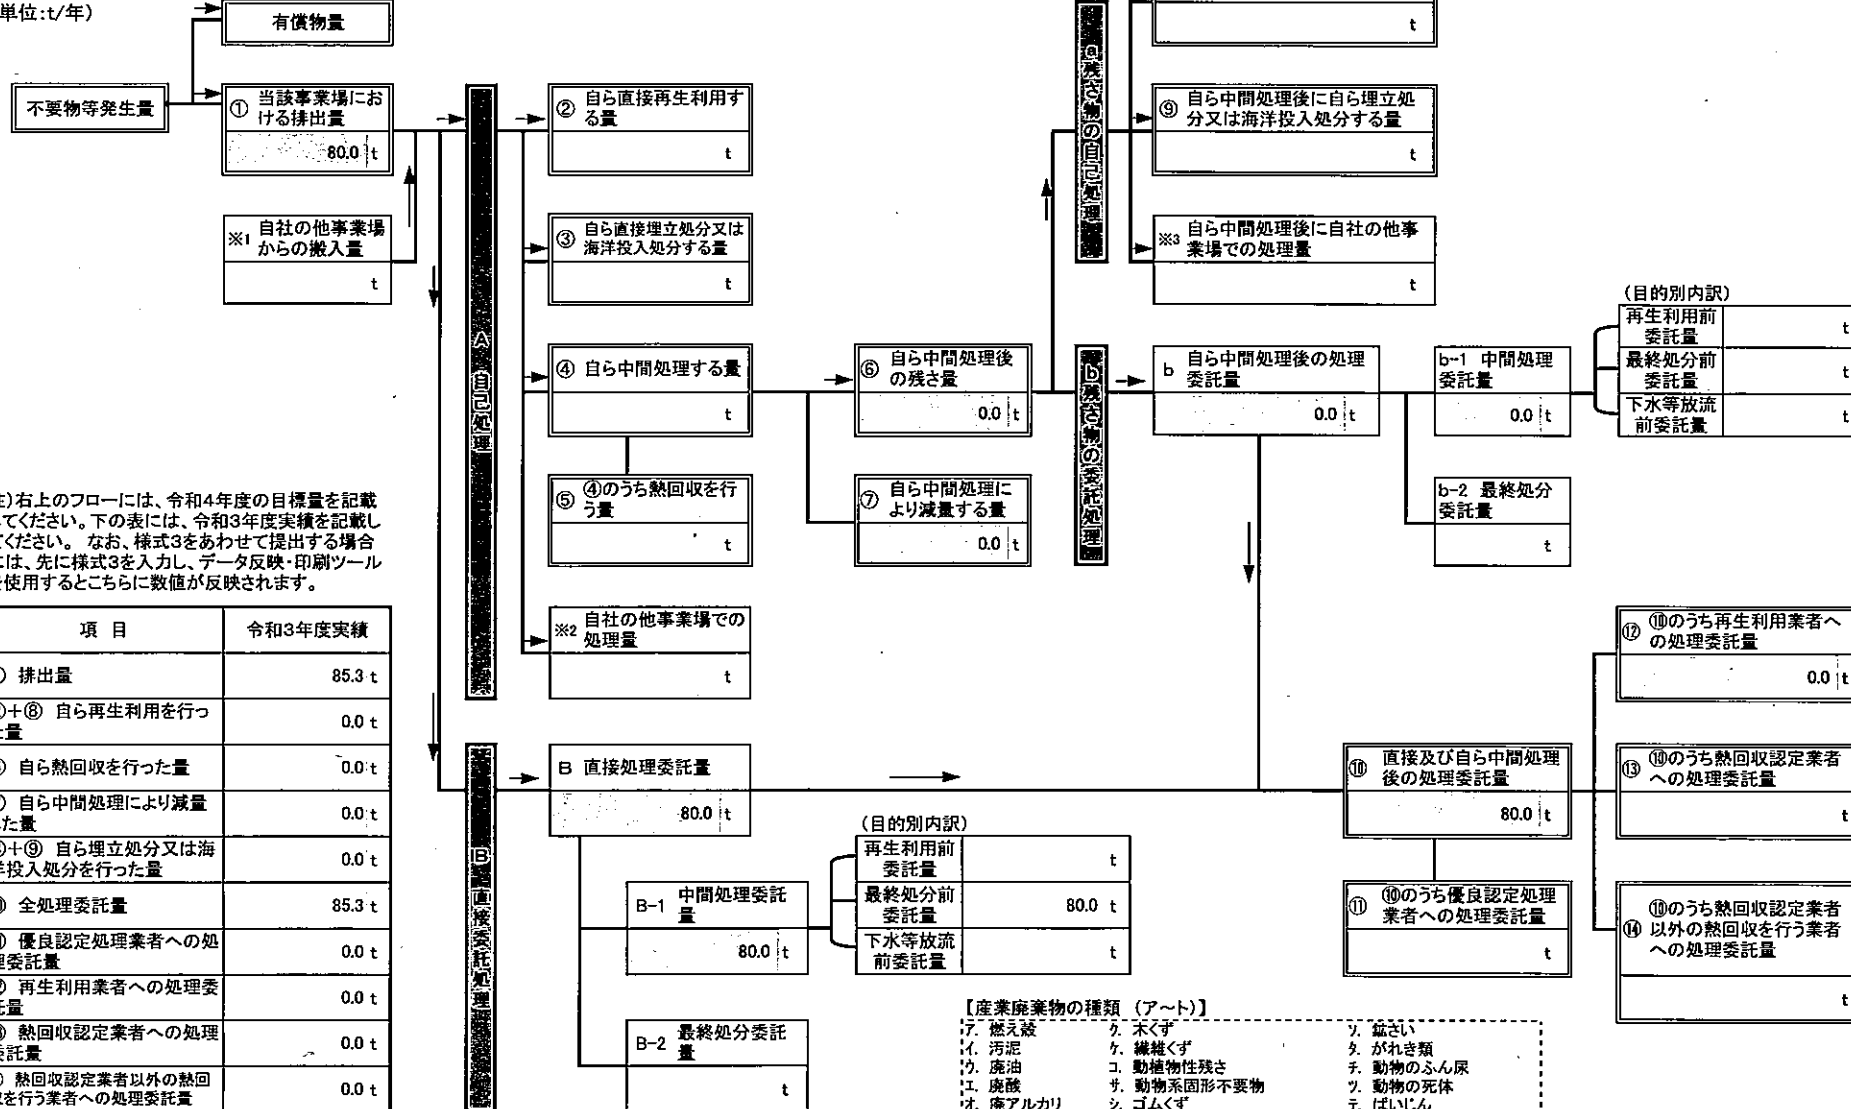 単位:t/年)
有償物量
t
不要物等発生量
① 当該事業場にお
ける排出量
80.0 t
※1 自社の他事業場
からの搬入量
t
A 自己処理
② 自ら直接再生利用す
る量
t
③ 自ら直接埋立処分又は
海洋投入処分する量
t
④ 自ら中間処理する量
t
⑤ ④のうち熱回収を行
う量
t
※2 自社の他事業場での
処理量
t
⑥ 自ら中間処理後
の残さ量
0.0 t
⑦ 自ら中間処理に
より減量する量
0.0 t
a 残さ物の自己処理
⑨ 自ら中間処理後に自ら埋立処
分又は海洋投入処分する量
t
※3 自ら中間処理後に自社の他事
業場での処理量
t
b 残さ物の委託処理
b 自ら中間処理後の処理
委託量
0.0 t
b-1 中間処理
委託量
0.0 t
b-2 最終処分
委託量
t
(目的別内訳)
再生利用前
委託量
t
最終処分前
委託量
t
下水等放流
前委託量
t
)右上のフローには、令和4年度の目標量を記載
てください。下の表には、令和3年度実績を記載し
ください。 なお、様式3をあわせて提出する場合
は、先に様式3を入力し、データ反映・印刷ツール
使用するとこちらに数値が反映されます。
項 目 令和3年度実績
排出量 85.3 t
+⑧ 自ら再生利用を行っ
量 0.0 t
自ら熱回収を行った量 0.0 t
自ら中間処理により減量
た量 0.0 t
+⑨ 自ら埋立処分又は海
投入処分を行った量 0.0 t
全処理委託量 85.3 t
優良認定処理業者への処
委託量 0.0 t
再生利用業者への処理委
量 0.0 t
熱回収認定業者への処理
託量 0.0 t
熱回収認定業者以外の熱回
を行う業者への処理委託量 0.0 t
B 直接委託処理
B 直接処理委託量
80.0 t
B-1 中間処理委託
量
80.0 t
B-2 最終処分委託
量
t
(目的別内訳)
再生利用前
委託量
t
最終処分前
委託量
80.0 t
下水等放流
前委託量
t
⑩ 直接及び自ら中間処理
後の処理委託量
80.0 t
⑪ ⑩のうち優良認定処理
業者への処理委託量
t
⑫ ⑩のうち再生利用業者へ
の処理委託量
0.0 t
⑬ ⑩のうち熱回収認定業者
への処理委託量
t
⑭ ⑩のうち熱回収認定業者
以外の熱回収を行う業者
への処理委託量
t
【産業廃棄物の種類 (ア～ト)】
ア. 燃え殻 ク. 木くず ソ. 鉱さい
イ. 汚泥 ケ. 繊維くず タ. がれき類
ウ. 廃油 コ. 動植物性残さ チ. 動物のふん尿
エ. 廃酸 サ. 動物系固形不要物 ツ. 動物の死体
オ. 廃アルカリ シ. ゴムくず テ. ばいじん